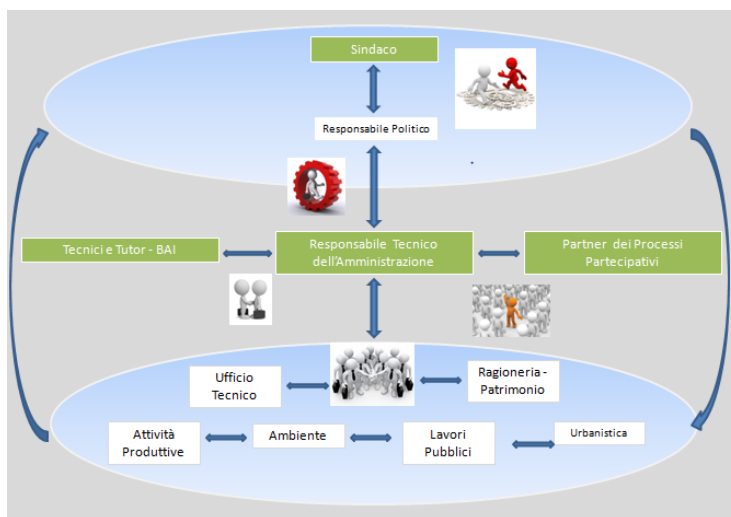 Sindaco
Responsabile Politico
Tecnici e Tutor - BAI
Responsabile Tecnico
dell'Amministrazione
Partner dei Processi
Partecipativi
Ufficio
Tecnico
Ragioneria -
Patrimonio
Attività
Produttive
Ambiente
Lavori
Pubblici
Urbanistica